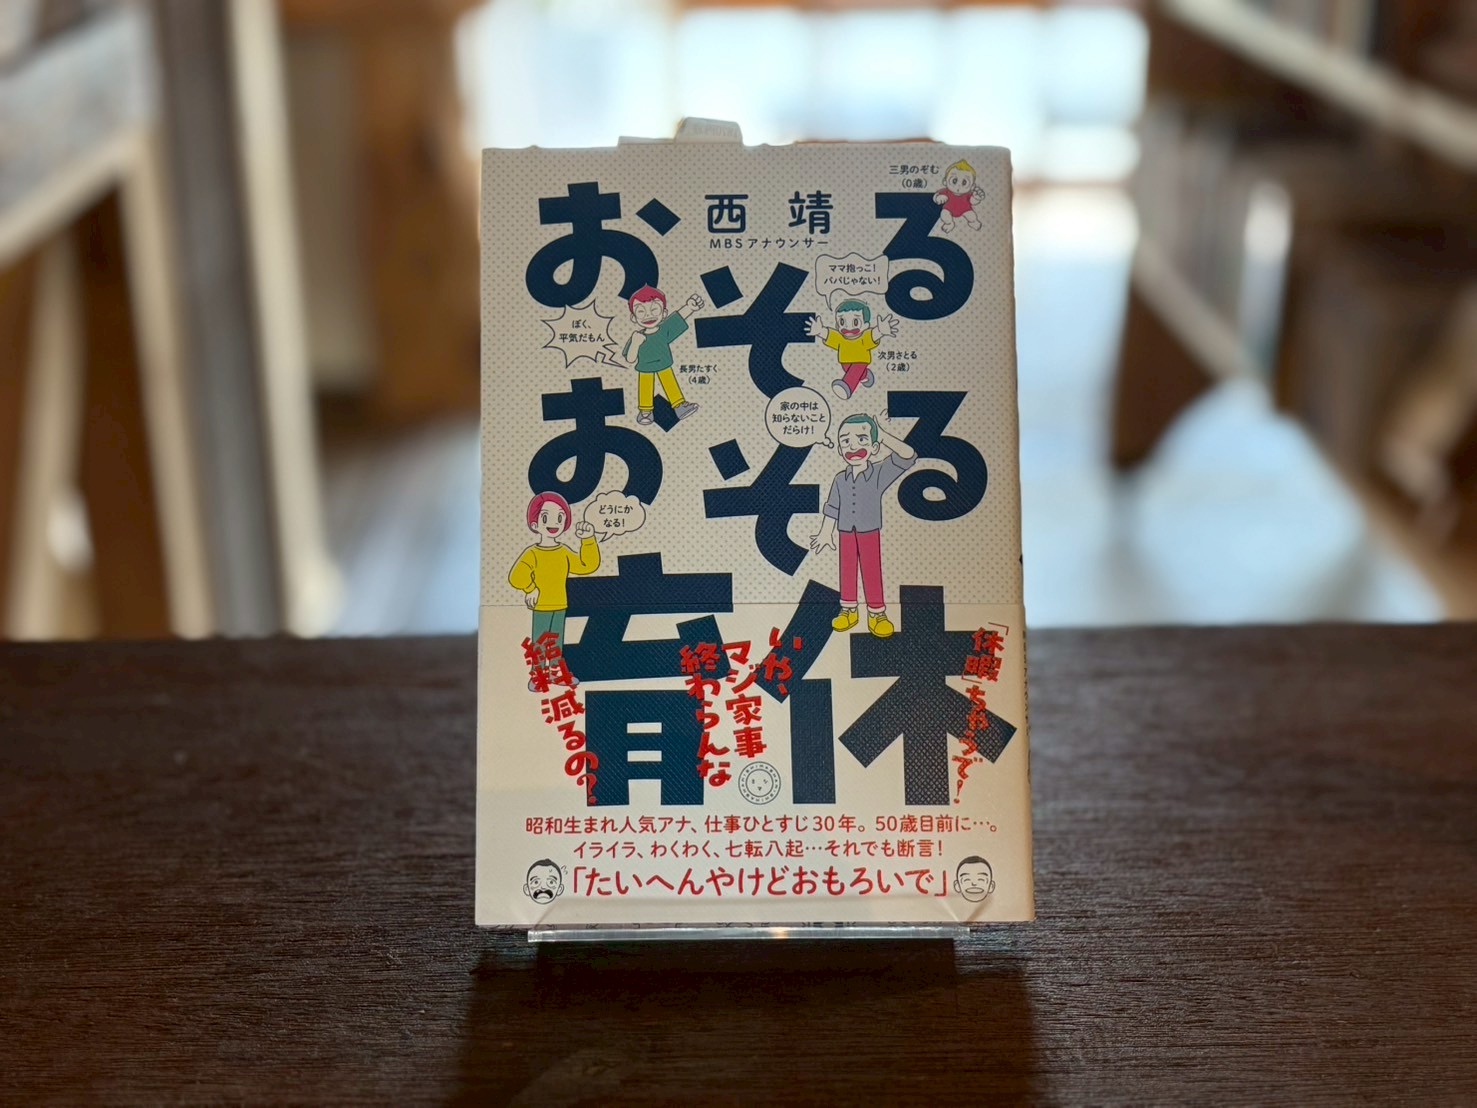 おそるおそる育休
西 靖
MBSアナウンサー
三男のぞむ
（0歳）
ママ抱っこ！
パパじゃない！
ぼく、
平気だもん
長男たすく
（4歳）
次男さとる
（2歳）
家の中は
知らないこと
だらけ！
どうにか
なる！
「休暇」ちゃうで！
いや、
マジ家事
終わらんな
給料減るの？
昭和生まれ人気アナ、仕事ひとすじ30年。50歳目前に…。
イライラ、わくわく、七転八起…それでも断言！
「たいへんやけどおもろいで」